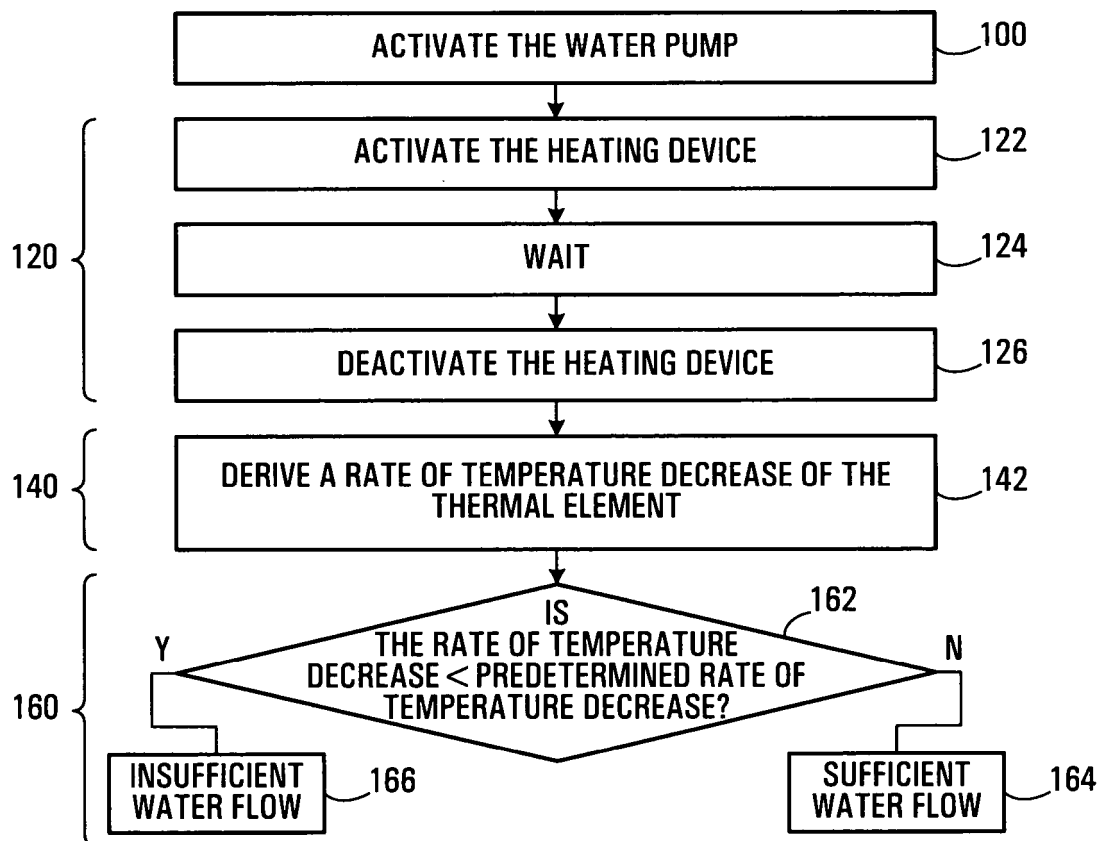 ACTIVATE THE WATER PUMP
100
ACTIVATE THE HEATING DEVICE
122
120
WAIT
124
DEACTIVATE THE HEATING DEVICE
126
140
DERIVE A RATE OF TEMPERATURE DECREASE OF THE
THERMAL ELEMENT
142
160
162
Y
IS
THE RATE OF TEMPERATURE
DECREASE < PREDETERMINED RATE OF
TEMPERATURE DECREASE?
N
INSUFFICIENT
WATER FLOW
166
SUFFICIENT
WATER FLOW
164